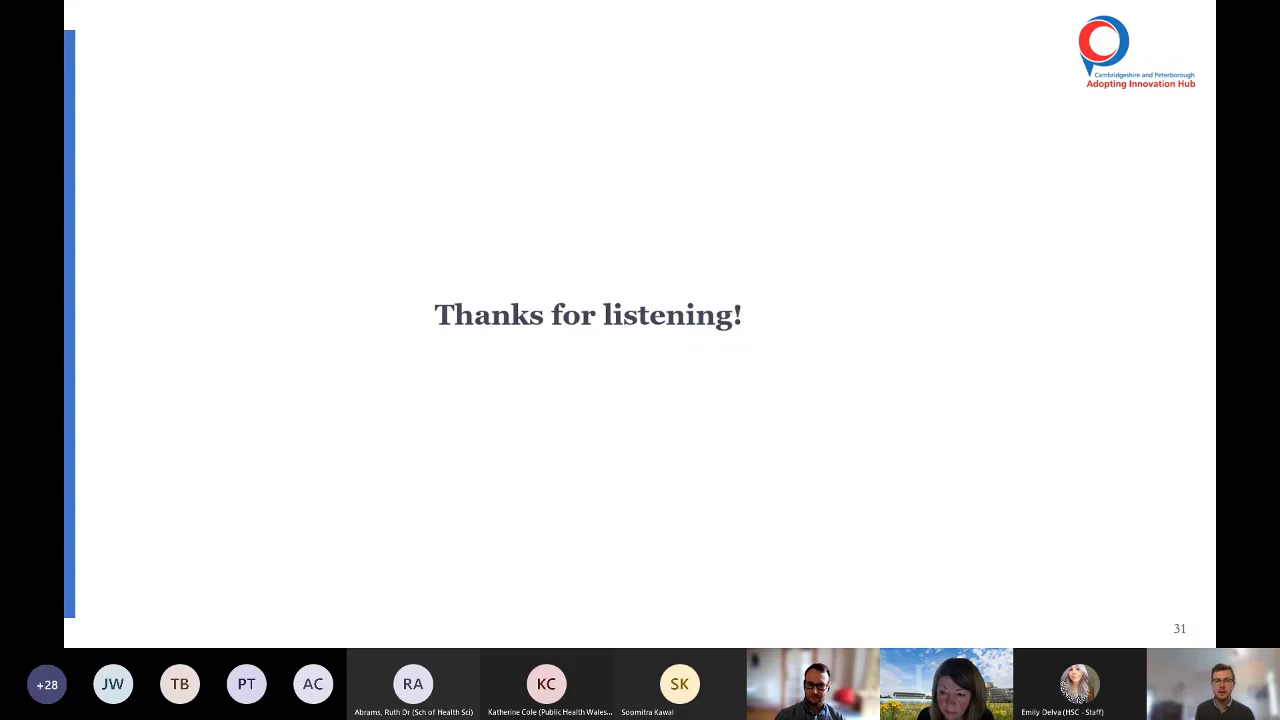 Cambridgeshire and Peterborough
Adopting Innovation Hub
Thanks for listening!
31
+28
JW
TB
PT
AC
RA
KC
SK
Abrams, Ruth Dr (Sch of Health Sci)
Katherine Cole (Public Health Wales...
Soomitra Kawal
Emily Delva (HSC - Staff)